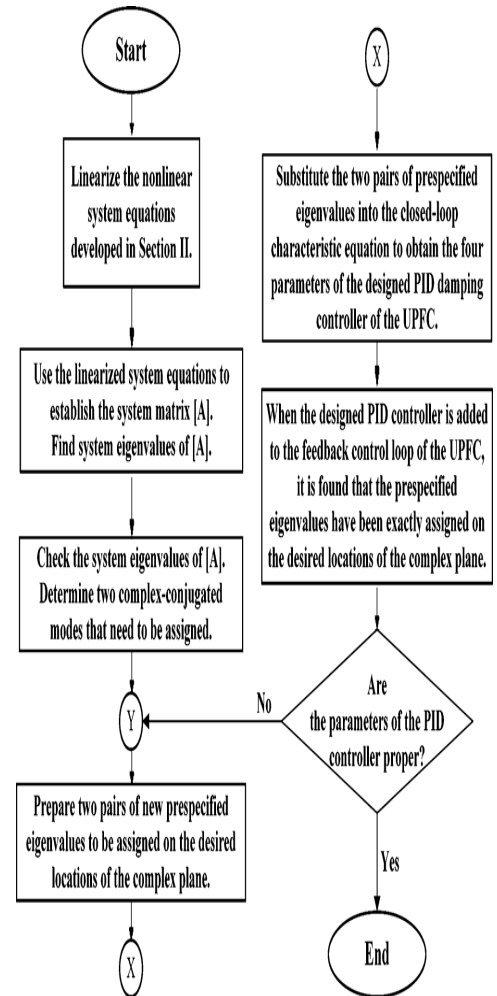 Start
Linearize the nonlinear
system equations
developed in Section II.
Use the linearized system equations to
establish the system matrix [A].
Find system eigenvalues of [A].
Check the system eigenvalues of [A].
Determine two complex-conjugated
modes that need to be assigned.
Y
Prepare two pairs of new prespecified
eigenvalues to be assigned on the desired
locations of the complex plane.
X
X
Substitute the two pairs of prespecified
eigenvalues into the closed-loop
characteristic equation to obtain the four
parameters of the designed PID damping
controller of the UPFC.
When the designed PID controller is added
to the feedback control loop of the UPFC,
it is found that the prespecified
eigenvalues have been exactly assigned on
the desired locations of the complex plane.
Are
the parameters of the PID
controller proper?
No
Yes
End